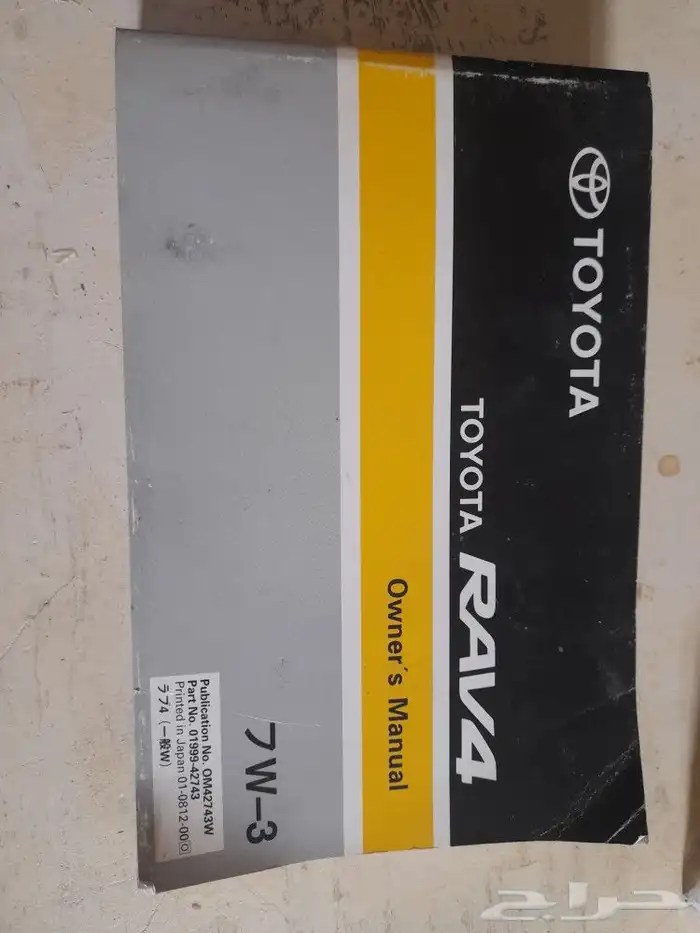 TOYOTA
TOYOTA RAV4
Owner's Manual
フW-3
Publication No. OM42743W
Part No. 01999-42743
Printed in Japan 01-0812-00Ⓠ
ラブ4 (一般W)
حراج